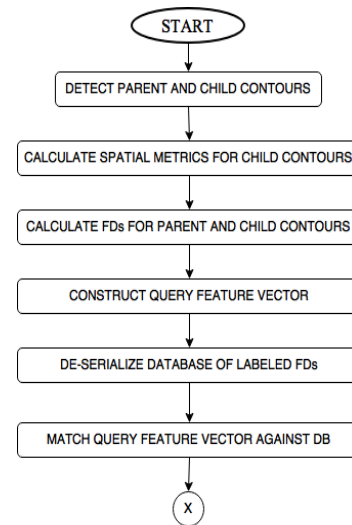 START
DETECT PARENT AND CHILD CONTOURS
CALCULATE SPATIAL METRICS FOR CHILD CONTOURS
CALCULATE FDs FOR PARENT AND CHILD CONTOURS
CONSTRUCT QUERY FEATURE VECTOR
DE-SERIALIZE DATABASE OF LABELED FDs
MATCH QUERY FEATURE VECTOR AGAINST DB
X